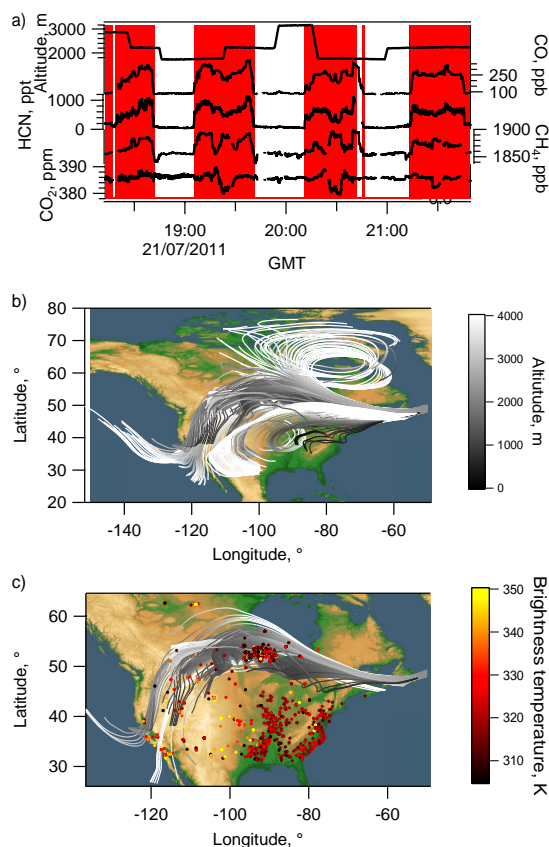 a)
3000
2000
Altitude, m
CO, ppb
250
100
HCN, ppt
1000
0
CH4, ppb
1900
1850
CO2, ppm
390
380
0.0
19:00 20:00 21:00
21/07/2011
GMT
b)
80
70
60
50
40
30
20
Latitude, °
-140 -120 -100 -80 -60
Longitude, °
4000
3000
2000
1000
0
Altiude, m
c)
60
50
40
30
Latitude, °
-120 -100 -80 -60
Longitude, °
350
340
330
320
310
Brightness temperature, K